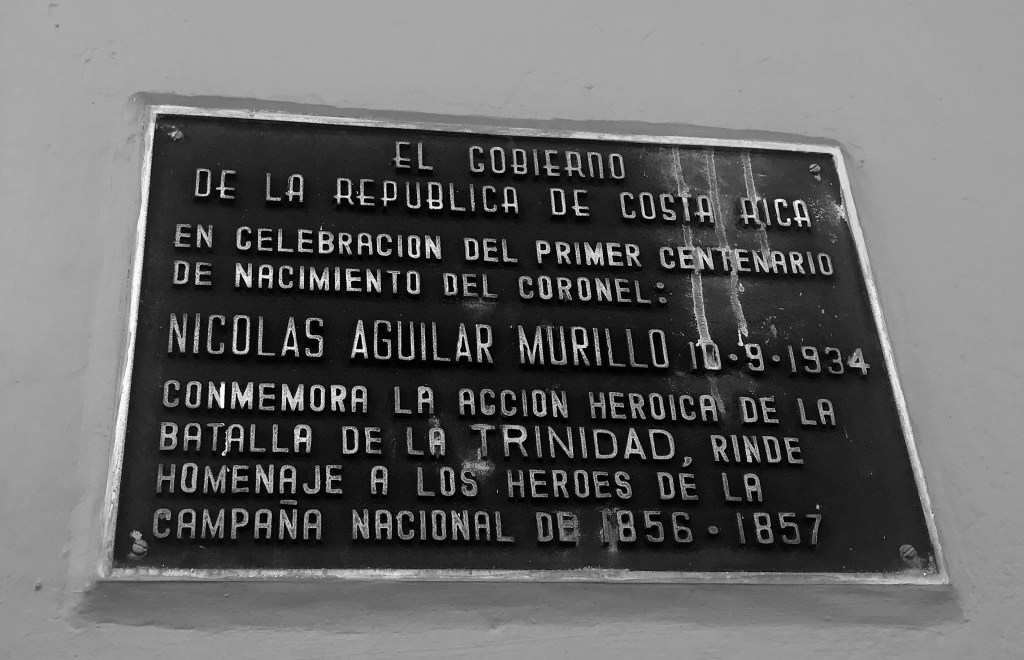 EL GOBIERNO
DE LA REPUBLICA DE COSTA RICA
EN CELEBRACION DEL PRIMER CENTENARIO
DE NACIMIENTO DEL CORONEL:
NICOLAS AGUILAR MURILLO 10-9-1934
CONMEMORA LA ACCION HEROICA DE LA
BATALLA DE LA TRINIDAD, RINDE
HOMENAJE A LOS HEROES DE LA
CAMPAÑA NACIONAL DE 1856-1857